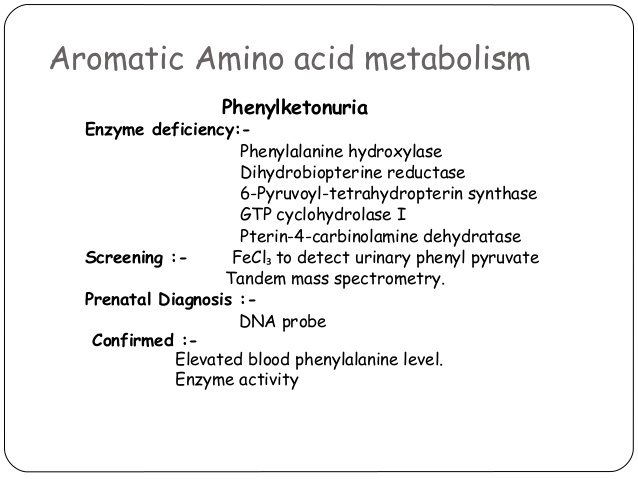 Aromatic Amino acid metabolism
Phenylketonuria
Enzyme deficiency:-
Phenylalanine hydroxylase
Dihydrobiopterine reductase
6-Pyruvoyl-tetrahydropterin synthase
GTP cyclohydrolase I
Pterin-4-carbinolamine dehydratase
Screening :- FeCl₃ to detect urinary phenyl pyruvate
Tandem mass spectrometry.
Prenatal Diagnosis :-
DNA probe
Confirmed :-
Elevated blood phenylalanine level.
Enzyme activity